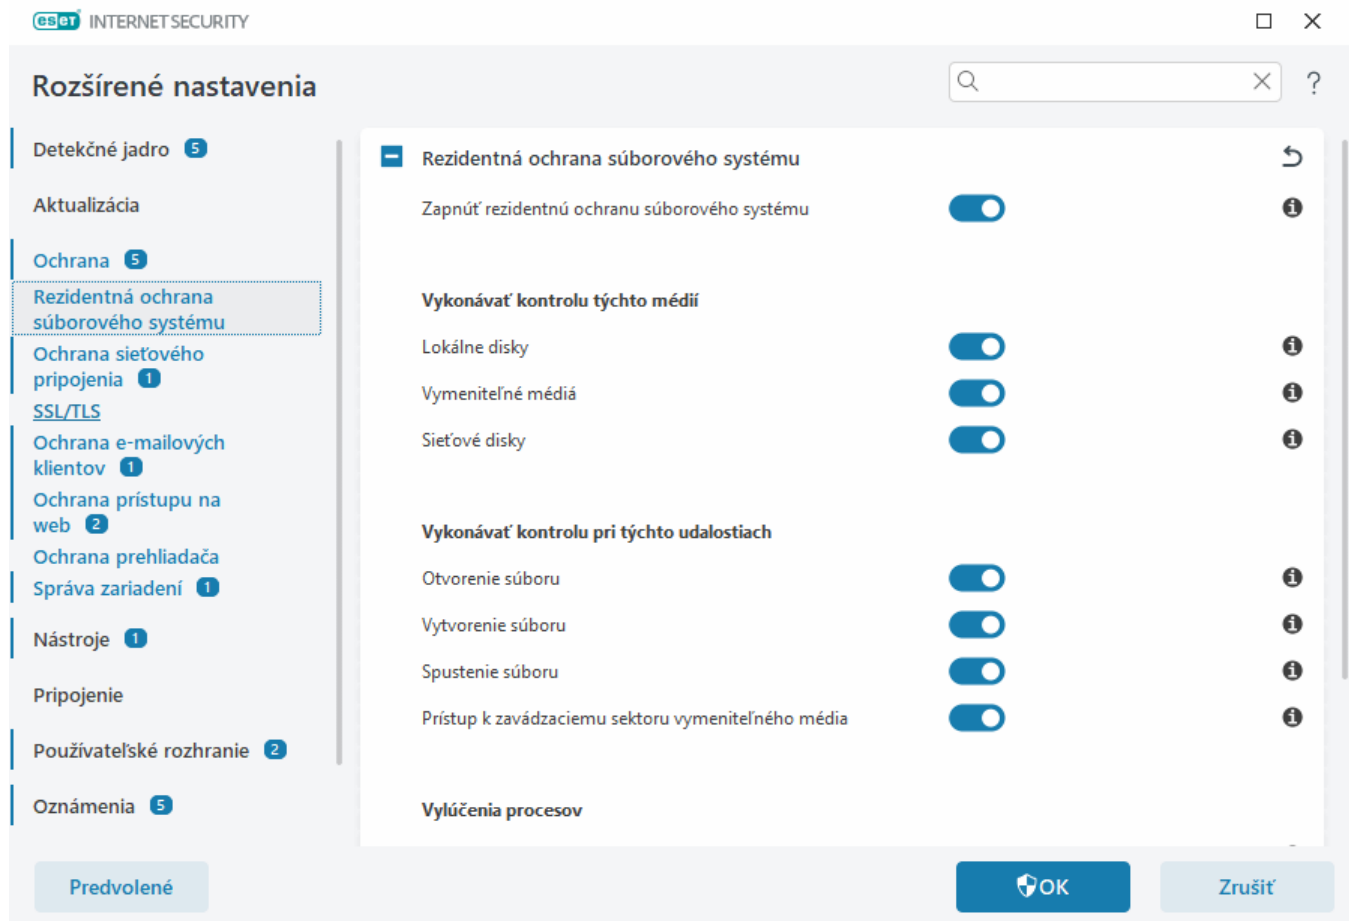 eset INTERNET SECURITY
Rozšírené nastavenia
?
Detekčné jadro 5
Aktualizácia
Ochrana 5
Rezidentná ochrana
súborového systému
Ochrana sieťového
pripojenia 1
SSL/TLS
Ochrana e-mailových
klientov 1
Ochrana prístupu na
web 2
Ochrana prehliadača
Správa zariadení 1
Nástroje 1
Pripojenie
Používateľské rozhranie 2
Oznámenia 5
Rezidentná ochrana súborového systému
Zapnúť rezidentnú ochranu súborového systému
Vykonávať kontrolu týchto médií
Lokálne disky
Vymeniteľné médiá
Sieťové disky
Vykonávať kontrolu pri týchto udalostiach
Otvorenie súboru
Vytvorenie súboru
Spustenie súboru
Prístup k zavádzaciemu sektoru vymeniteľného média
Vylúčenia procesov
Predvolené
OK
Zrušiť